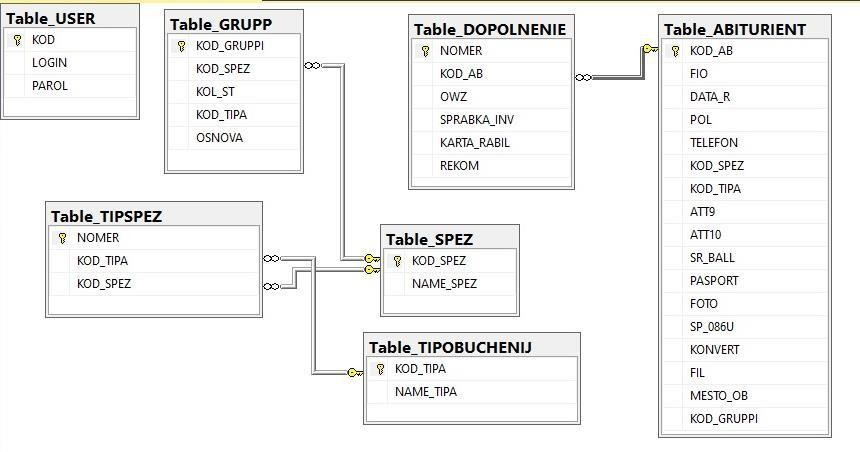 Table_USER
KOD
LOGIN
PAROL
Table_GRUPP
KOD_GRUPPI
KOD_SPEZ
KOL_ST
KOD_TIPA
OSNOVA
Table_DOPOLNENIE
NOMER
KOD_AB
OWZ
SPRABKA_INV
KARTA_RABIL
REKOM
Table_ABITURIENT
KOD_AB
FIO
DATA_R
POL
TELEFON
KOD_SPEZ
KOD_TIPA
ATT9
ATT10
SR_BALL
PASPORT
FOTO
SP_086U
KONVERT
FIL
MESTO_OB
KOD_GRUPPI
Table_TIPSPEZ
NOMER
KOD_TIPA
KOD_SPEZ
Table_SPEZ
KOD_SPEZ
NAME_SPEZ
Table_TIPOBUCHENIJ
KOD_TIPA
NAME_TIPA